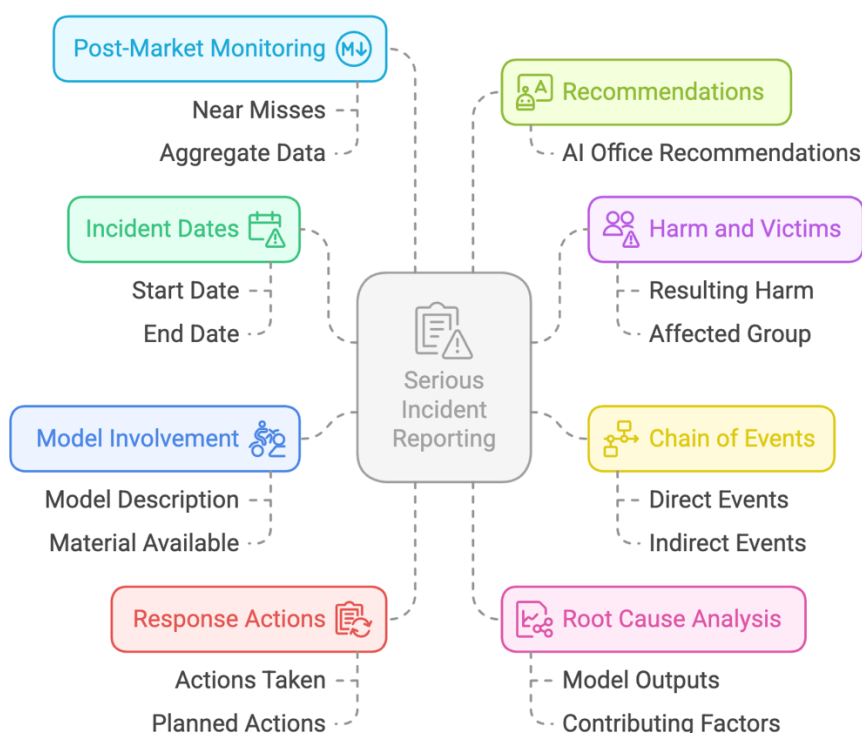 Post-Market Monitoring
Near Misses
Aggregate Data
Recommendations
AI Office Recommendations
Incident Dates
Start Date
End Date
Harm and Victims
Resulting Harm
Affected Group
Serious
Incident
Reporting
Model Involvement
Model Description
Material Available
Chain of Events
Direct Events
Indirect Events
Response Actions
Actions Taken
Planned Actions
Root Cause Analysis
Model Outputs
Contributing Factors